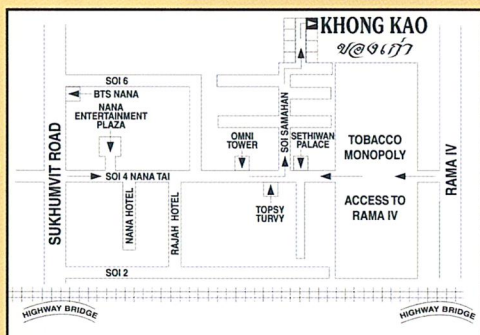 KHONG KAO
ของเก่า
SOI 6
BTS NANA
NANA
ENTERTAINMENT
PLAZA
OMNI
TOWER
SOI SAMAHAN
SETHIWAN
PALACE
TOBACCO
MONOPOLY
SUKHUMVIT ROAD
SOI 4 NANA TAI
NANA HOTEL
RAJAH HOTEL
TOPSY
TURVY
ACCESS TO
RAMA IV
RAMA IV
SOI 2
HIGHWAY BRIDGE
HIGHWAY BRIDGE